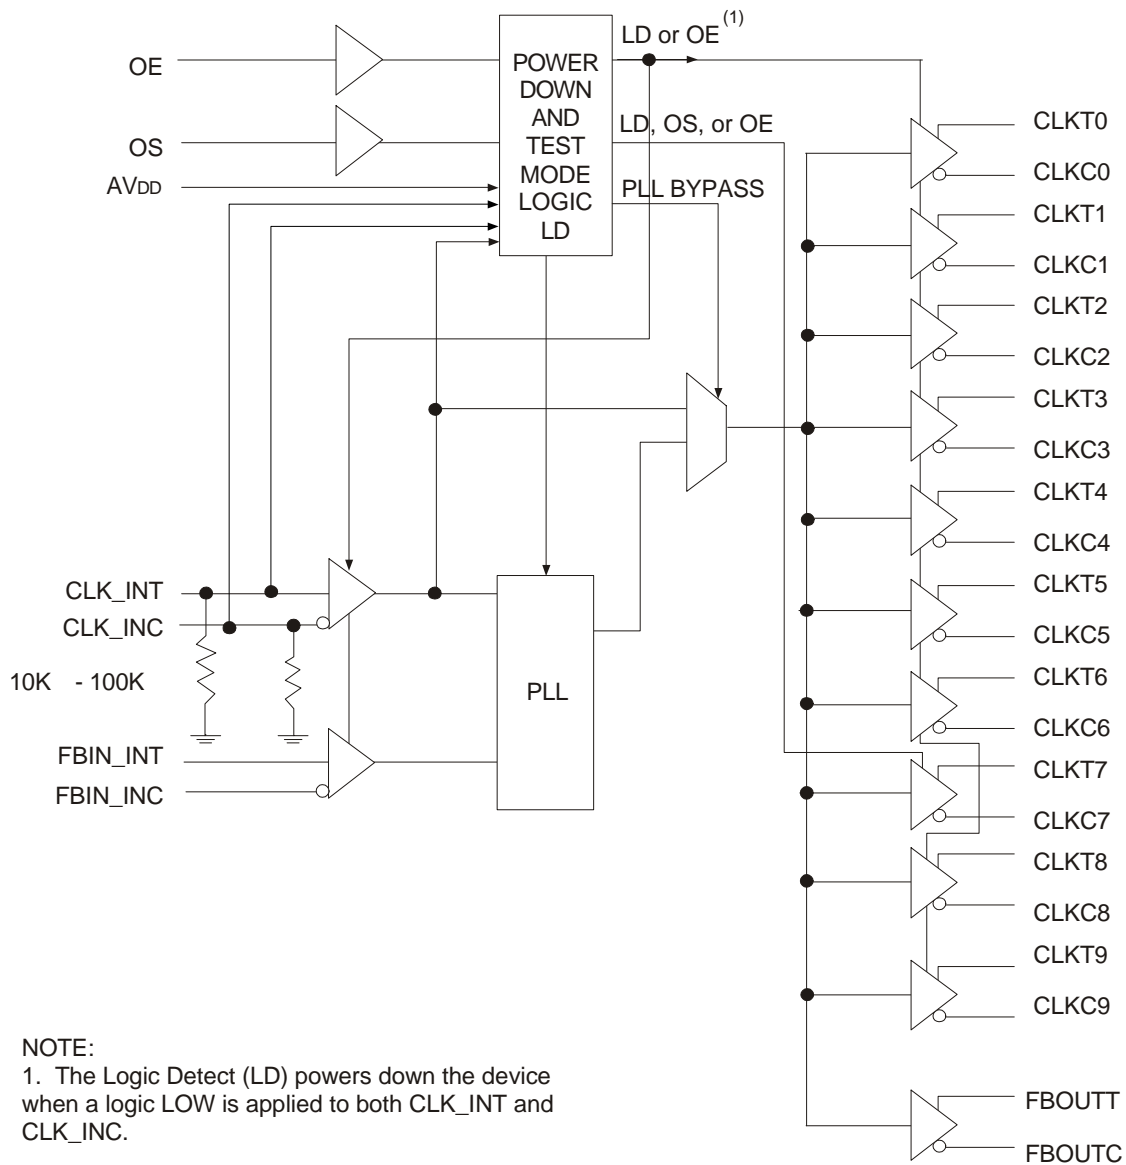 LD or OE (1)
OE
POWER
DOWN
AND
TEST
MODE
LOGIC
LD
LD, OS, or OE
OS
AVDD
PLL BYPASS
CLKT0
CLKC0
CLKT1
CLKC1
CLKT2
CLKC2
CLKT3
CLKC3
CLKT4
CLKC4
CLKT5
CLKC5
CLKT6
CLKC6
CLKT7
CLKC7
CLKT8
CLKC8
CLKT9
CLKC9
FBOUTT
FBOUTC
CLK_INT
CLK_INC
10K - 100K
PLL
FBIN_INT
FBIN_INC
NOTE:
1. The Logic Detect (LD) powers down the device
when a logic LOW is applied to both CLK_INT and
CLK_INC.